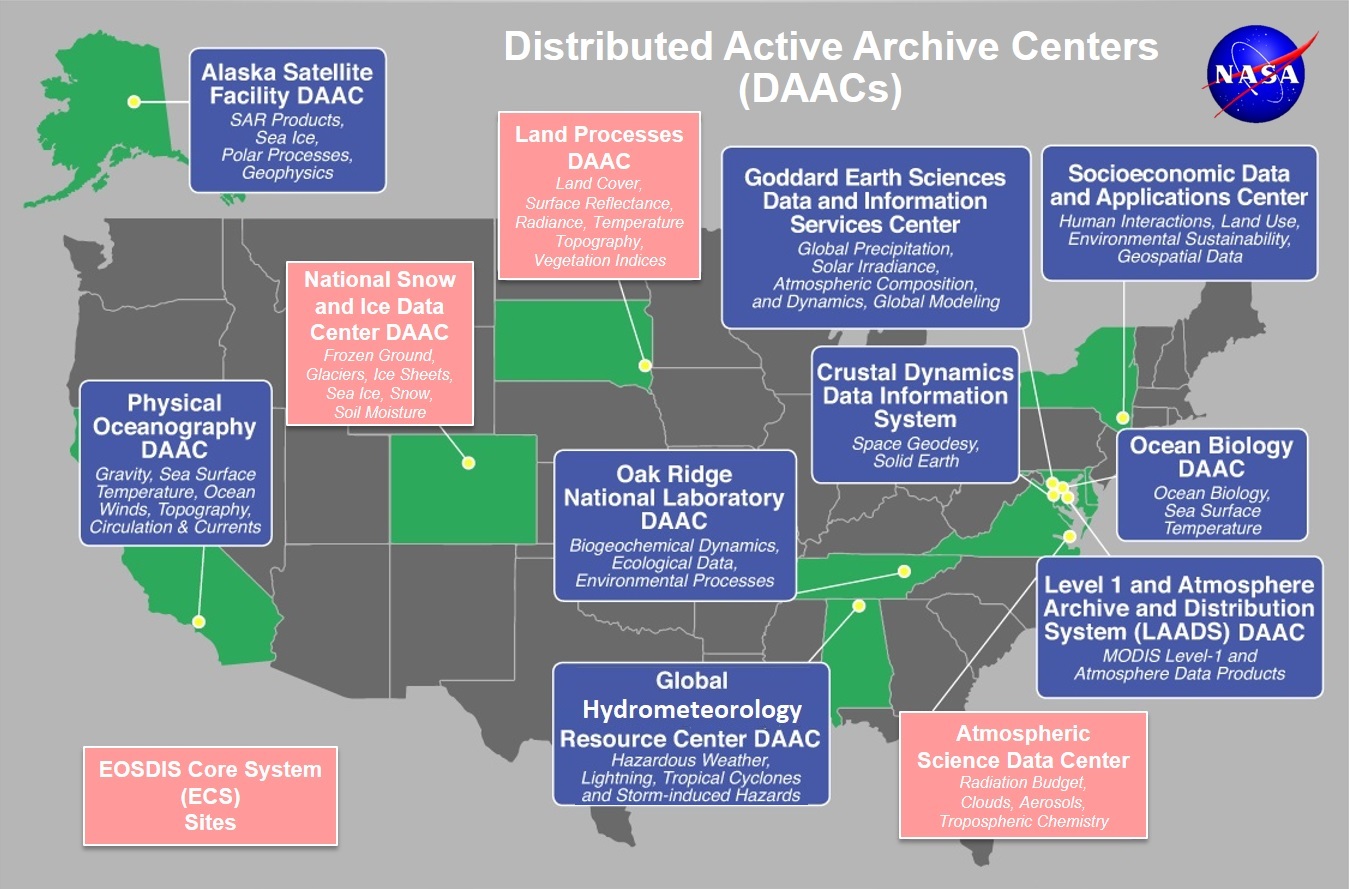 Distributed Active Archive Centers
(DAACs)
NASA
Alaska Satellite
Facility DAAC
SAR Products,
Sea Ice,
Polar Processes,
Geophysics
Land Processes
DAAC
Land Cover,
Surface Reflectance,
Radiance, Temperature
Topography,
Vegetation Indices
Goddard Earth Sciences
Data and Information
Services Center
Global Precipitation,
Solar Irradiance,
Atmospheric Composition,
and Dynamics, Global Modeling
Socioeconomic Data
and Applications Center
Human Interactions, Land Use,
Environmental Sustainability,
Geospatial Data
National Snow
and Ice Data
Center DAAC
Frozen Ground,
Glaciers, Ice Sheets,
Sea Ice, Snow,
Soil Moisture
Crustal Dynamics
Data Information
System
Space Geodesy,
Solid Earth
Physical
Oceanography
DAAC
Gravity, Sea Surface
Temperature, Ocean
Winds, Topography,
Circulation & Currents
Oak Ridge
National Laboratory
DAAC
Biogeochemical Dynamics,
Ecological Data,
Environmental Processes
Ocean Biology
DAAC
Ocean Biology,
Sea Surface
Temperature
Level 1 and Atmosphere
Archive and Distribution
System (LAADS) DAAC
MODIS Level-1 and
Atmosphere Data Products
Global
Hydrometeorology
Resource Center DAAC
Hazardous Weather,
Lightning, Tropical Cyclones
and Storm-induced Hazards
Atmospheric
Science Data Center
Radiation Budget,
Clouds, Aerosols,
Tropospheric Chemistry
EOSDIS Core System
(ECS)
Sites